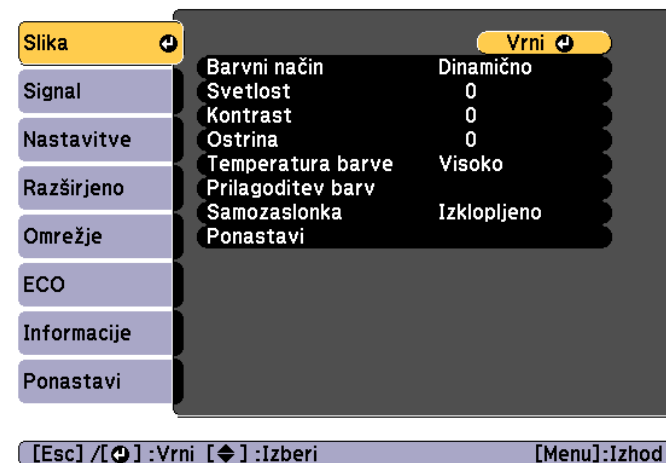 Slika
Signal
Nastavitve
Razširjeno
Omrežje
ECO
Informacije
Ponastavi
Vrni
Barvni način Dinamično
Svetlost 0
Kontrast 0
Ostrina 0
Temperatura barve Visoko
Prilagoditev barv
Samozaslonka Izklopljeno
Ponastavi
[Esc] /[⏎] :Vrni [◆] :Izberi [Menu]:Izhod